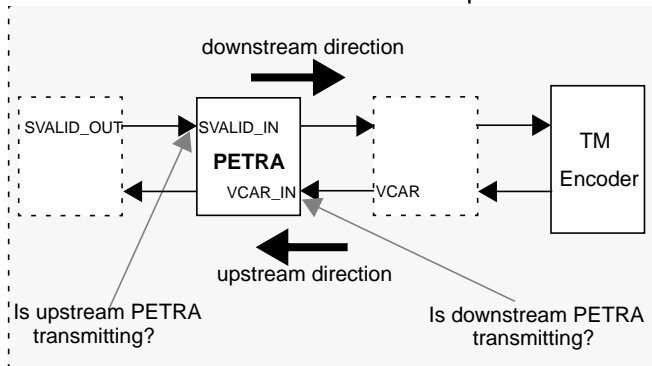 downstream direction
SVALID_OUT
SVALID_IN
PETRA
VCAR_IN
VCAR
TM
Encoder
upstream direction
Is upstream PETRA
transmitting?
Is downstream PETRA
transmitting?